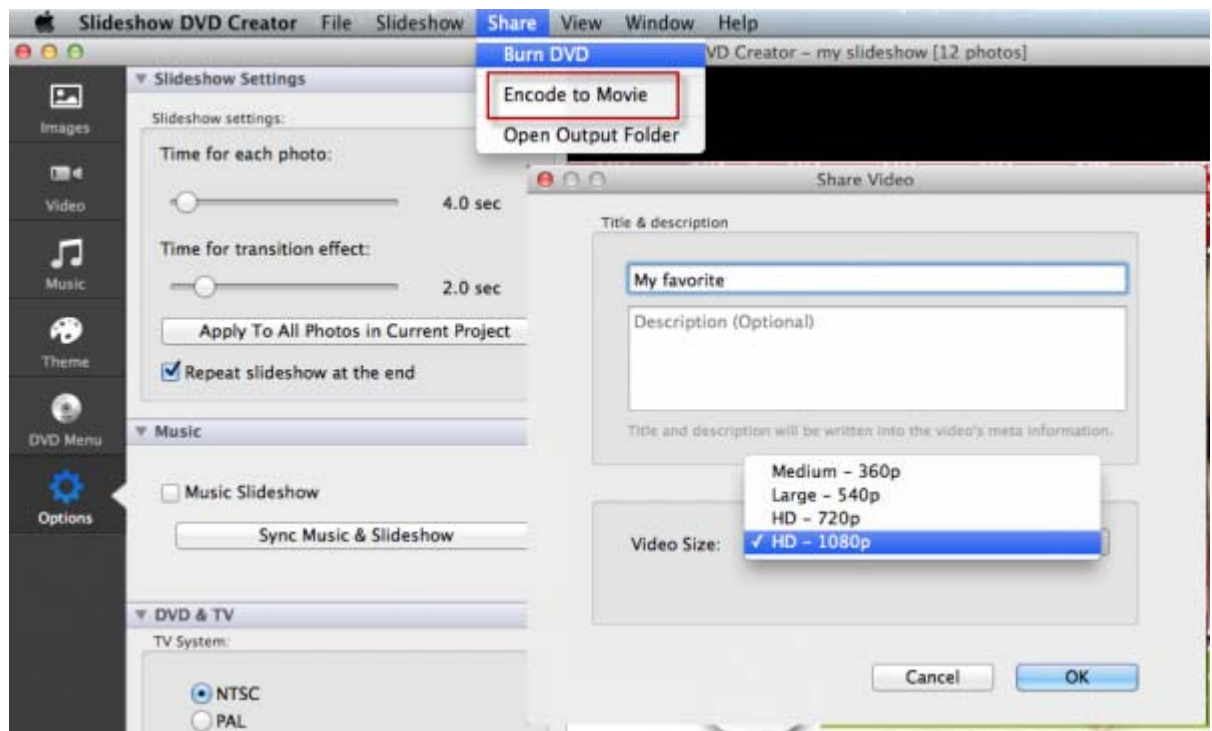 Slideshow DVD Creator File Slideshow Share View Window Help
VD Creator – my slideshow [12 photos]
Burn DVD
Encode to Movie
Open Output Folder
Images
Video
Music
Theme
DVD Menu
Options
Slideshow Settings
Slideshow settings:
Time for each photo:
4.0 sec
Time for transition effect:
2.0 sec
Apply To All Photos in Current Project
Repeat slideshow at the end
Music
Music Slideshow
Sync Music & Slideshow
DVD & TV
TV System:
NTSC
PAL
Share Video
Title & description
My favorite
Description (Optional)
Title and description will be written into the video's meta information.
Video Size:
Medium – 360p
Large – 540p
HD – 720p
✓ HD – 1080p
Cancel OK